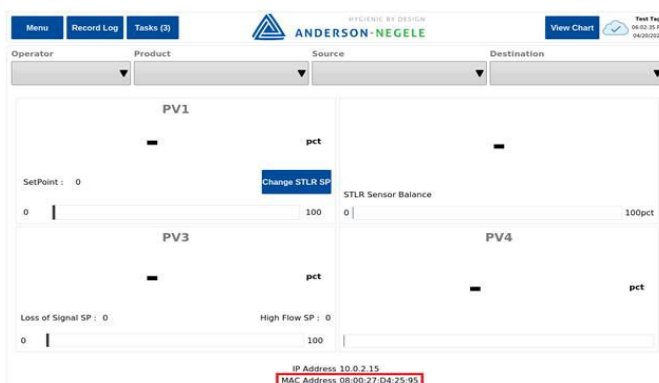 Menu
Record Log
Tasks (3)
HYGIENIC BY DESIGN
ANDERSON-NEGELE
View Chart
Test Tag
06:02:35 P
Operator
Product
Source
Destination
PV1
- pct
SetPoint : 0
Change STLR SP
0 100
-
STLR Sensor Balance
0 100pct
PV3
- pct
Loss of Signal SP : 0 High Flow SP : 0
0 100
PV4
- pct
IP Address 10.0.2.15
MAC Address 08:00:27:D4:25:95